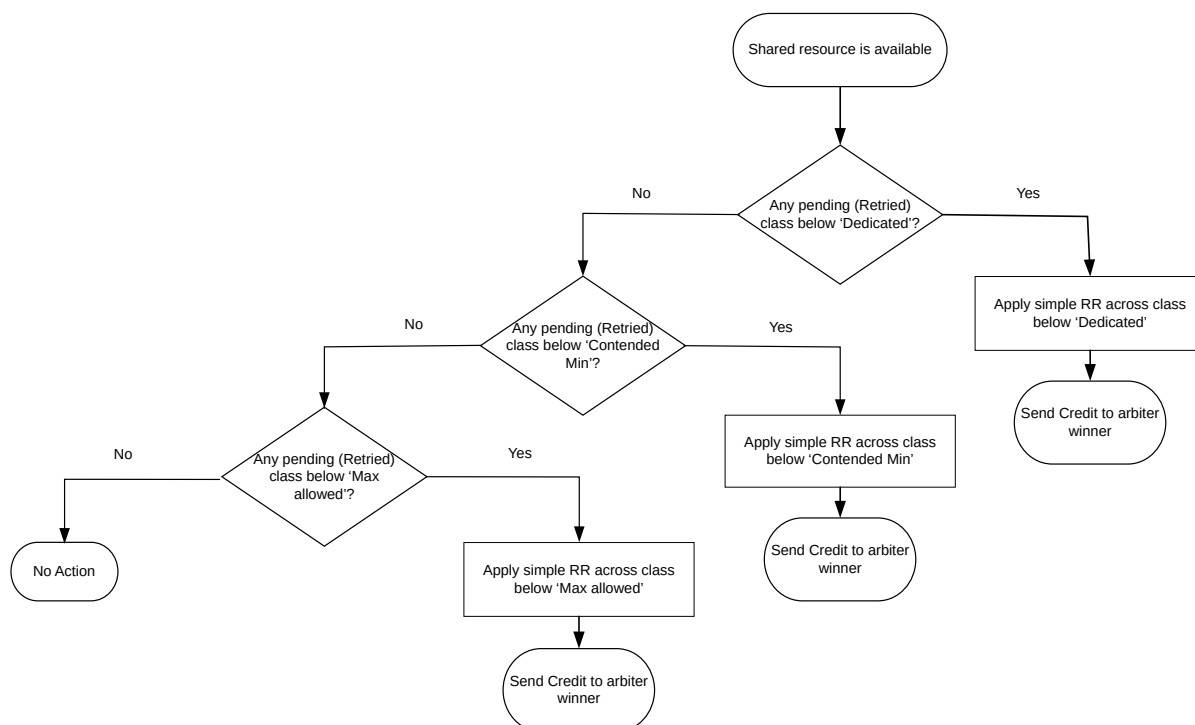 Shared resource is available
No
Yes
Any pending (Retried)
class below ‘Dedicated’?
Apply simple RR across class
below ‘Dedicated’
No
Yes
Any pending (Retried)
class below ‘Contended
Min’?
Send Credit to arbiter
winner
Apply simple RR across class
below ‘Contended Min’
No
Yes
Any pending (Retried)
class below ‘Max
allowed’?
Send Credit to arbiter
winner
No Action
Apply simple RR across class
below ‘Max allowed’
Send Credit to arbiter
winner